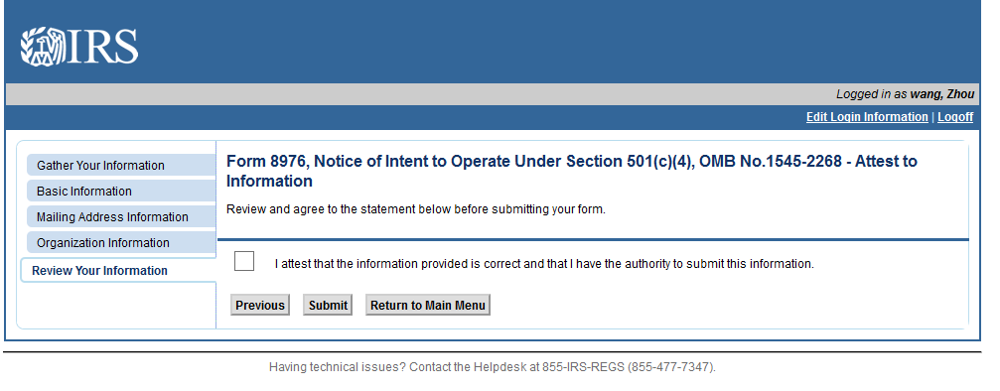 IRS
Logged in as wang, Zhou
Edit Login Information | Logoff
Gather Your Information
Basic Information
Mailing Address Information
Organization Information
Review Your Information
Form 8976, Notice of Intent to Operate Under Section 501(c)(4), OMB No.1545-2268 - Attest to
Information
Review and agree to the statement below before submitting your form.
I attest that the information provided is correct and that I have the authority to submit this information.
Previous Submit Return to Main Menu
Having technical issues? Contact the Helpdesk at 855-IRS-REGS (855-477-7347).